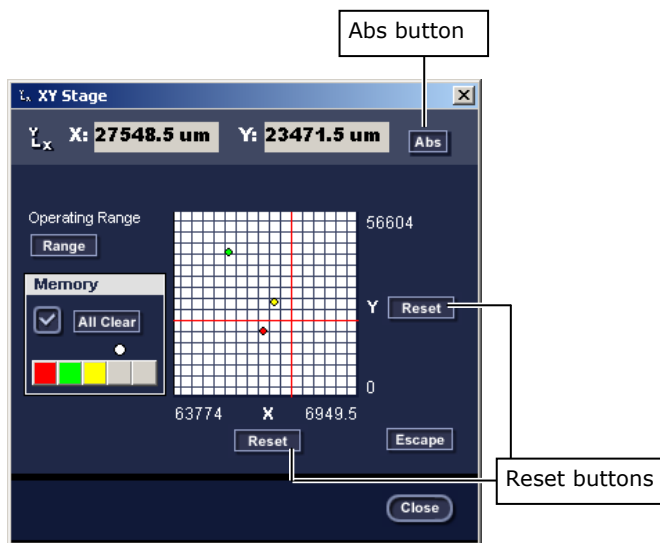 Abs button
XY Stage
X: 27548.5 um Y: 23471.5 um Abs
Operating Range
Range
56604
Memory
All Clear
Y Reset
0
63774 X 6949.5
Reset
Escape
Reset buttons
Close